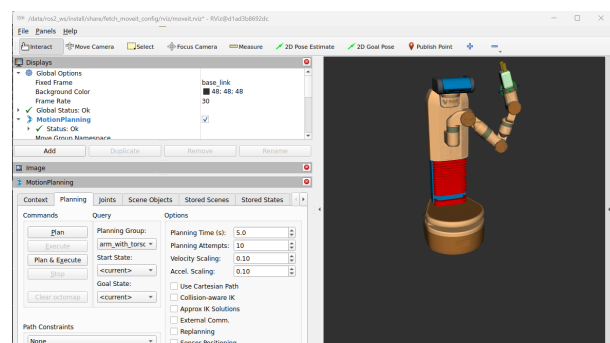 /data/ros2_ws/install/share/fetch_moveit_config/rviz/moveit.rviz* - RViz@d1ad3b6692dc
File Panels Help
Interact Move Camera Select Focus Camera Measure 2D Pose Estimate 2D Goal Pose Publish Point
Displays
Global Options
Fixed Frame base_link
Background Color 48; 48; 48
Frame Rate 30
Global Status: Ok
MotionPlanning
Status: Ok
Move Group Namespace
Add Duplicate Remove Rename
Image
MotionPlanning
Context Planning Joints Scene Objects Stored Scenes Stored States
Commands Query Options
Plan Planning Group: Planning Time (s): 5.0
Execute arm_with_torso Planning Attempts: 10
Plan & Execute Start State: Velocity Scaling: 0.10
Stop <current> Accel. Scaling: 0.10
Goal State: Use Cartesian Path
Clear octomap <current> Collision-aware IK
Approx IK Solutions
External Comm.
Path Constraints Replanning
None Sensor Positioning